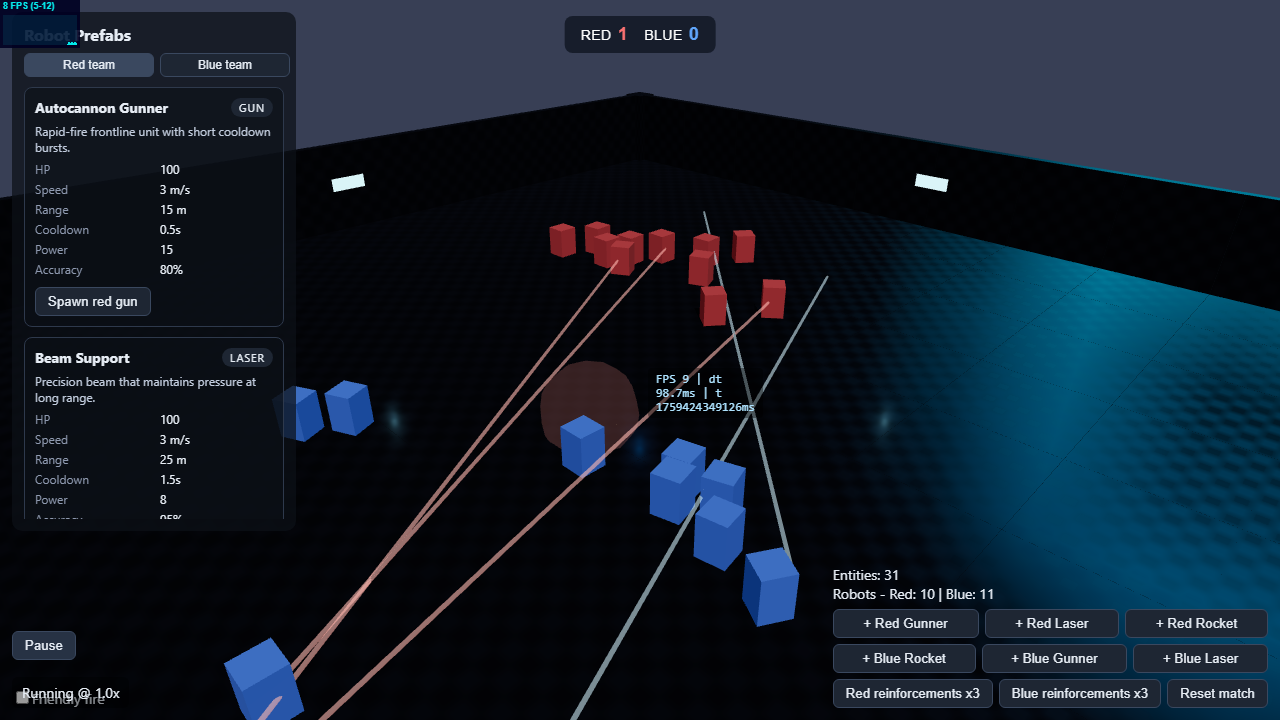 8 FPS (5-12)
Robot Prefabs
RED 1 BLUE 0
Red team
Blue team
Autocannon Gunner
GUN
Rapid-fire frontline unit with short cooldown
bursts.
HP 100
Speed 3 m/s
Range 15 m
Cooldown 0.5s
Power 15
Accuracy 80%
Spawn red gun
Beam Support
LASER
Precision beam that maintains pressure at
long range.
HP 100
Speed 3 m/s
Range 25 m
Cooldown 1.5s
Power 8
Accuracy 95%
FPS 9 | dt
98.7ms | t
1759424349126ms
Entities: 31
Robots - Red: 10 | Blue: 11
+ Red Gunner
+ Red Laser
+ Red Rocket
+ Blue Rocket
+ Blue Gunner
+ Blue Laser
Red reinforcements x3
Blue reinforcements x3
Reset match
Pause
Running @ 1.0x
Friendly fire